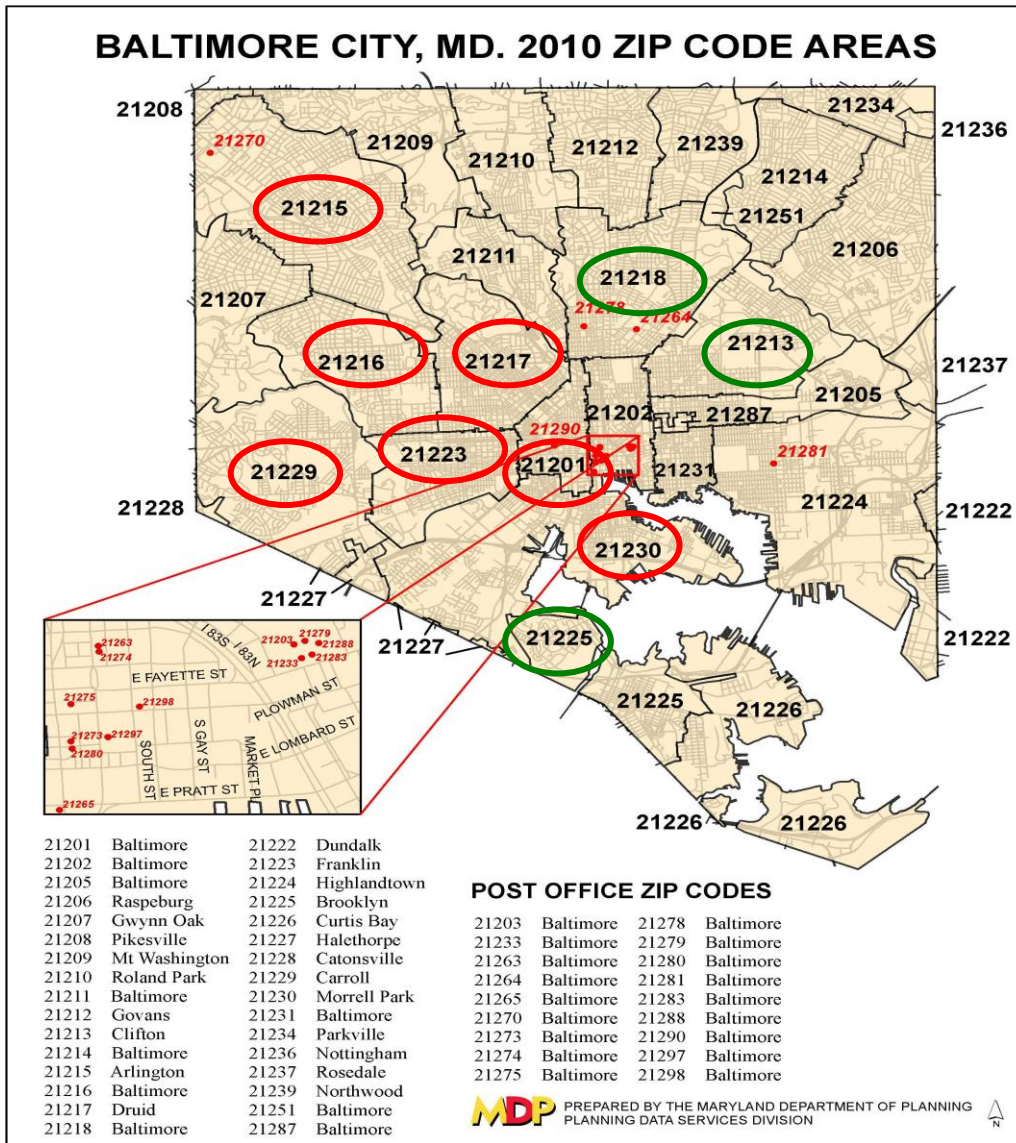 BALTIMORE CITY, MD. 2010 ZIP CODE AREAS
21208
21234
21236
21270
21209
21210
21212
21239
21214
21215
21251
21206
21211
21218
21207
21278
21264
21216
21217
21213
21237
21205
21202
21287
21290
21229
21223
21201
21231
21281
21228
21224
21222
21230
21227
21227
21225
21222
21225
21226
21226
21226
I 83S
I 83N
21263
21274
21203
21279
21288
21233
21283
E FAYETTE ST
PLOWMAN ST
21275
21298
21273
21297
21280
SOUTH ST
S GAY ST
MARKET PL
E LOMBARD ST
E PRATT ST
21265
21201 Baltimore
21202 Baltimore
21205 Baltimore
21206 Raspeburg
21207 Gwynn Oak
21208 Pikesville
21209 Mt Washington
21210 Roland Park
21211 Baltimore
21212 Govans
21213 Clifton
21214 Baltimore
21215 Arlington
21216 Baltimore
21217 Druid
21218 Baltimore
21222 Dundalk
21223 Franklin
21224 Highlandtown
21225 Brooklyn
21226 Curtis Bay
21227 Halethorpe
21228 Catonsville
21229 Carroll
21230 Morrell Park
21231 Baltimore
21234 Parkville
21236 Nottingham
21237 Rosedale
21239 Northwood
21251 Baltimore
21287 Baltimore
POST OFFICE ZIP CODES
21203 Baltimore
21233 Baltimore
21263 Baltimore
21264 Baltimore
21265 Baltimore
21270 Baltimore
21273 Baltimore
21274 Baltimore
21275 Baltimore
21278 Baltimore
21279 Baltimore
21280 Baltimore
21281 Baltimore
21283 Baltimore
21288 Baltimore
21290 Baltimore
21297 Baltimore
21298 Baltimore
MDP
PREPARED BY THE MARYLAND DEPARTMENT OF PLANNING
PLANNING DATA SERVICES DIVISION
N